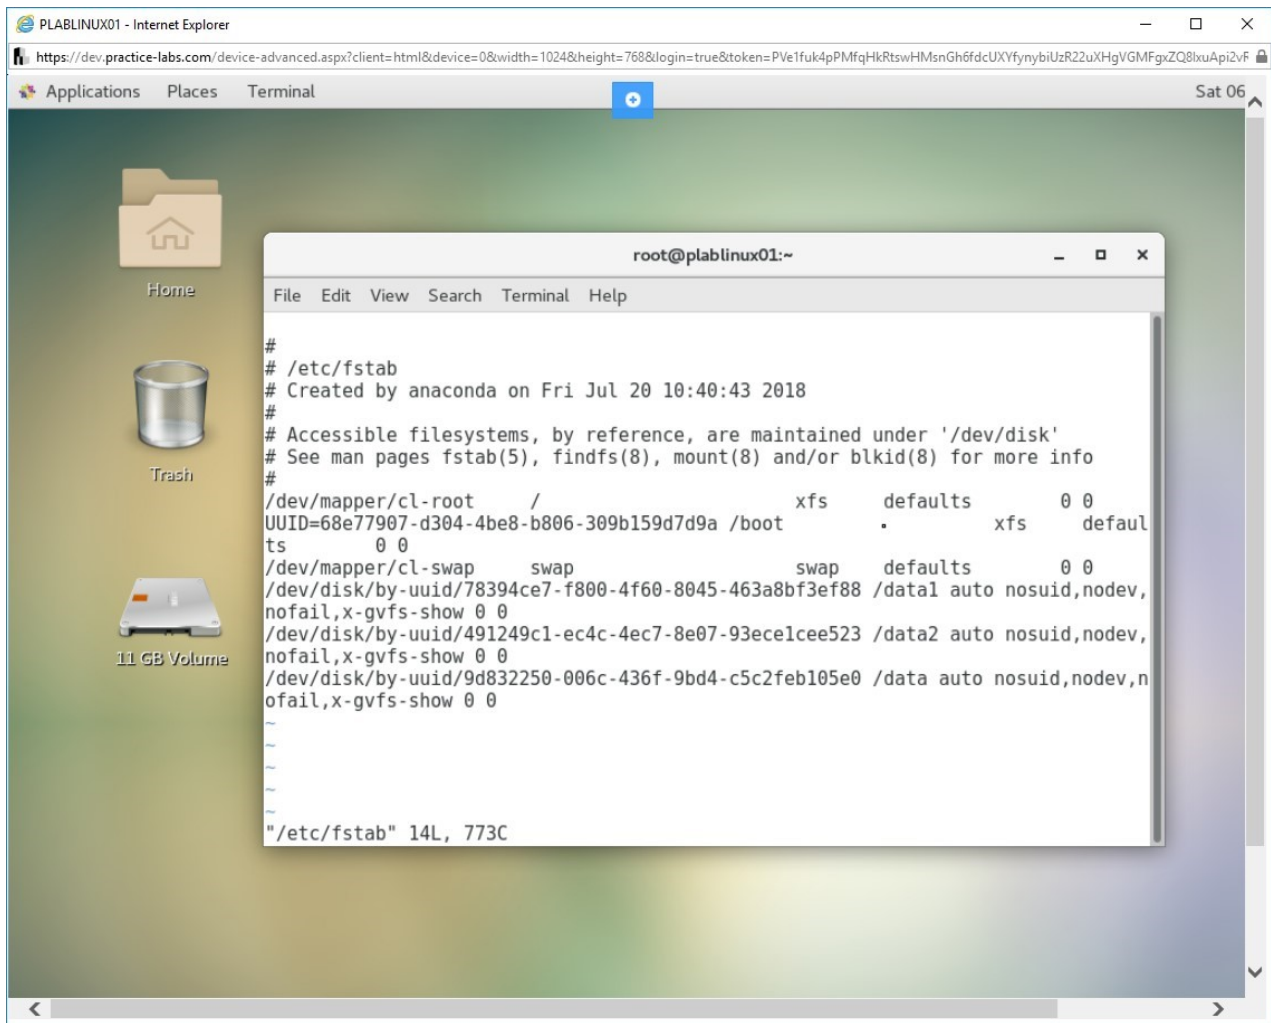 PLABLINUX01 - Internet Explorer
https://dev.practice-labs.com/device-advanced.aspx?client=html&device=0&width=1024&height=768&login=true&token=
Applications Places Terminal Sat 06
Home
Trash
11 GB Volume
root@plablinux01:~
File Edit View Search Terminal Help
#
# /etc/fstab
# Created by anaconda on Fri Jul 20 10:40:43 2018
#
# Accessible filesystems, by reference, are maintained under '/dev/disk'
# See man pages fstab(5), findfs(8), mount(8) and/or blkid(8) for more info
#
/dev/mapper/cl-root / xfs defaults 0 0
UUID=68e77907-d304-4be8-b806-309b159d7d9a /boot xfs defaul
ts 0 0
/dev/mapper/cl-swap swap swap defaults 0 0
/dev/disk/by-uuid/78394ce7-f800-4f60-8045-463a8bf3ef88 /data1 auto nosuid,nodev,
nofail,x-gvfs-show 0 0
/dev/disk/by-uuid/491249c1-ec4c-4ec7-8e07-93ece1cee523 /data2 auto nosuid,nodev,
nofail,x-gvfs-show 0 0
/dev/disk/by-uuid/9d832250-006c-436f-9bd4-c5c2feb105e0 /data auto nosuid,nodev,n
ofail,x-gvfs-show 0 0
~
~
~
~
~
"/etc/fstab" 14L, 773C